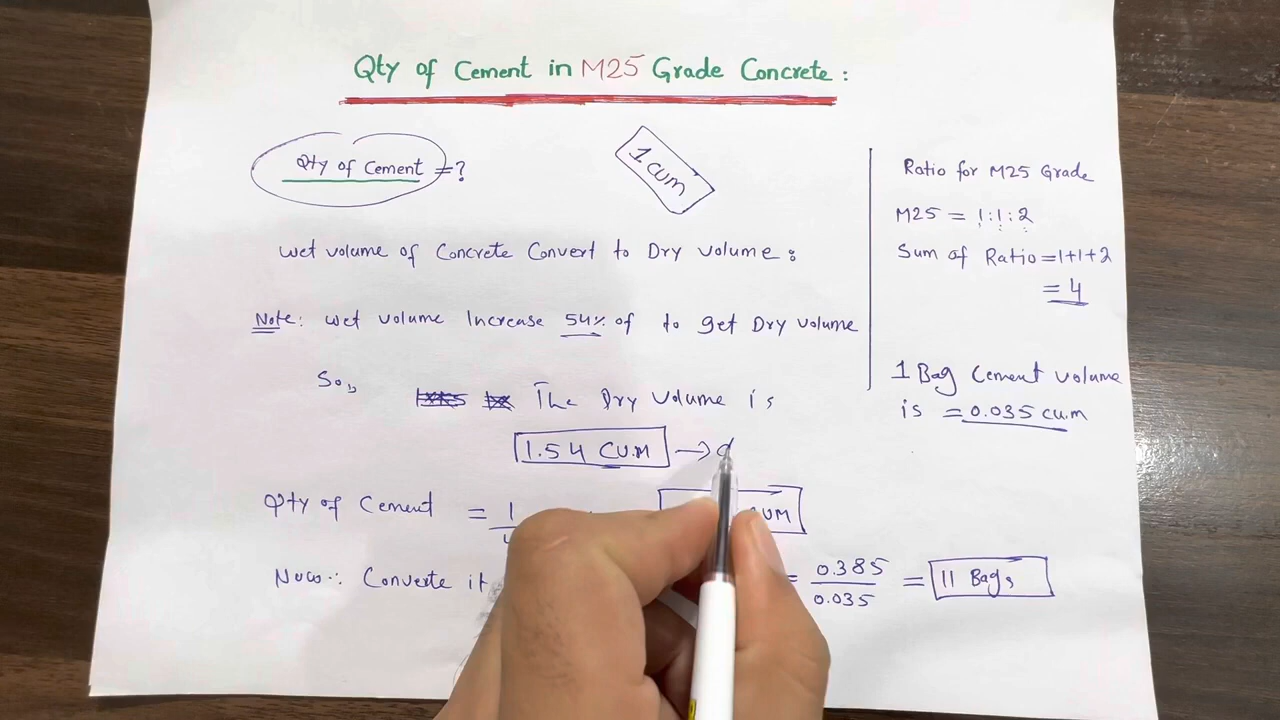 Qty of Cement in M25 Grade Concrete:
Qty of Cement = ?
1 CUM
Wet volume of Concrete Convert to Dry volume:
Note: Wet volume Increase 54% of to get Dry volume
So,, The Dry Volume is
1.54 CU.M →
Qty of Cement = 1 CUM
Now:. Converte it = 0.385 / 0.035 = 11 Bags
Ratio for M25 Grade
M25 = 1:1:2
Sum of Ratio = 1+1+2
= 4
1 Bag Cement volume
is = 0.035 cum